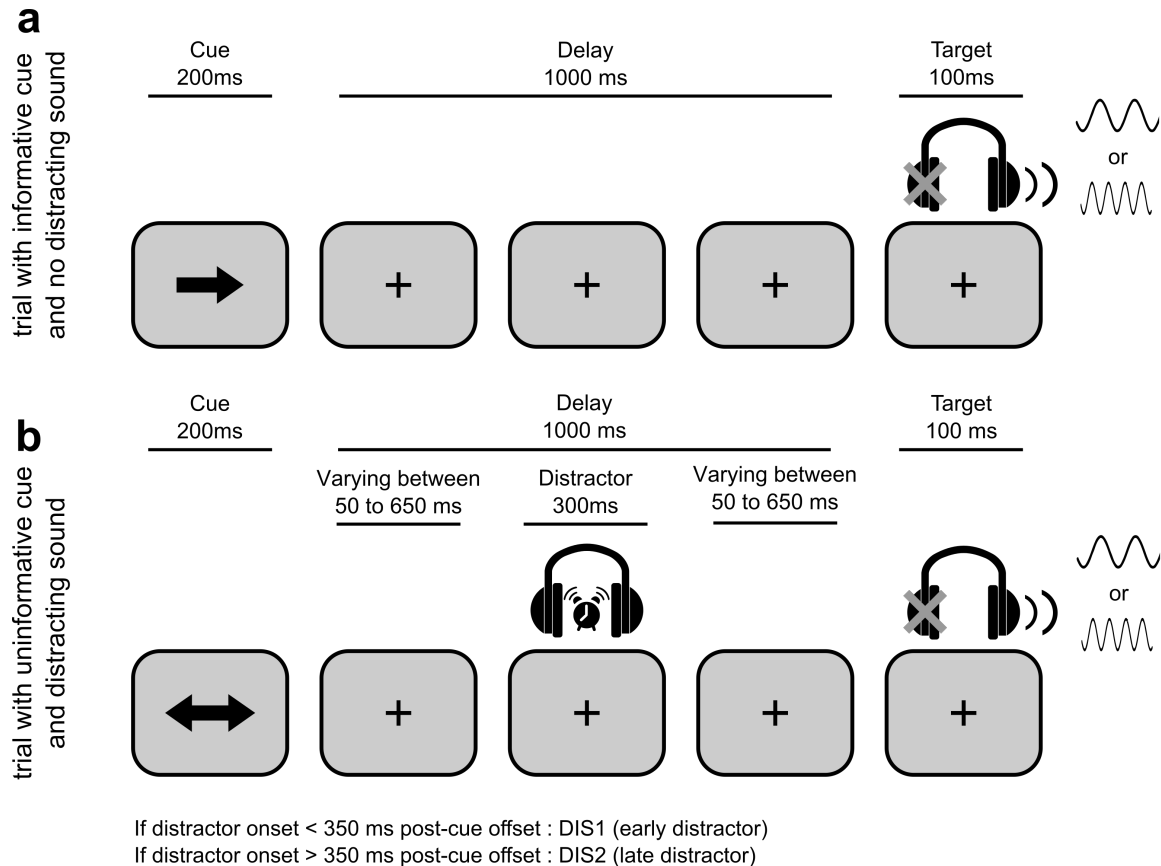 a
trial with informative cue
and no distracting sound
Cue
200ms
Delay
1000 ms
Target
100ms
or
b
trial with uninformative cue
and distracting sound
Cue
200ms
Delay
1000 ms
Target
100 ms
Varying between
50 to 650 ms
Distractor
300ms
Varying between
50 to 650 ms
or
If distractor onset < 350 ms post-cue offset : DIS1 (early distractor)
If distractor onset > 350 ms post-cue offset : DIS2 (late distractor)